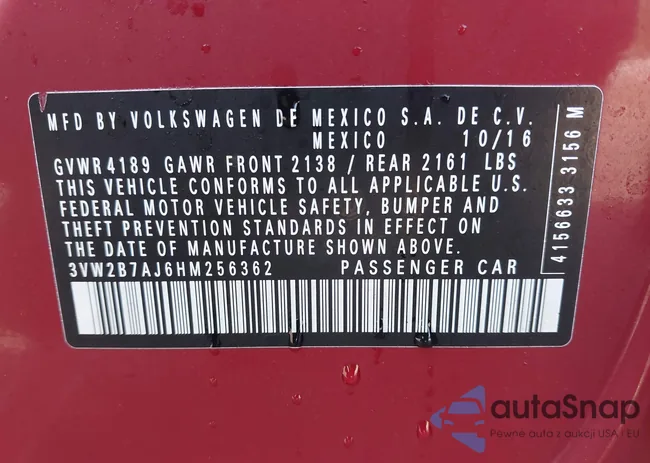 MFD BY VOLKSWAGEN DE MEXICO S.A. DE C.V.
MEXICO 10/16
GVWR 4189 GAWR FRONT 2138 / REAR 2161 LBS
THIS VEHICLE CONFORMS TO ALL APPLICABLE U.S.
FEDERAL MOTOR VEHICLE SAFETY, BUMPER AND
THEFT PREVENTION STANDARDS IN EFFECT ON
THE DATE OF MANUFACTURE SHOWN ABOVE.
3VW2B7AJ6HM256362 PASSENGER CAR
4156633 3156 M
autaSnap
Pewne auta z aukcji USA i EU